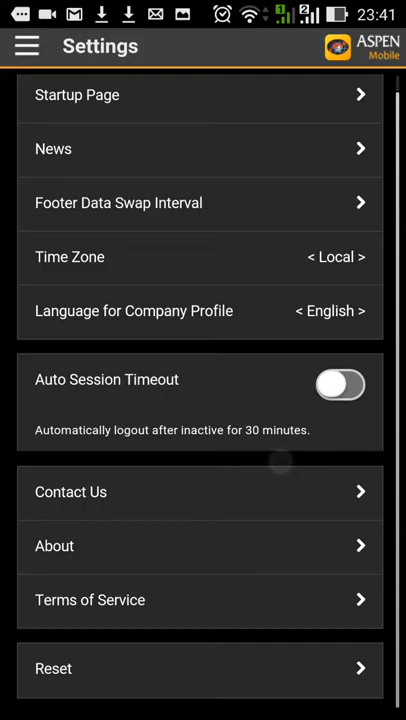 23:41
Settings
ASPEN
Mobile
Startup Page
News
Footer Data Swap Interval
Time Zone
< Local >
Language for Company Profile
< English >
Auto Session Timeout
Automatically logout after inactive for 30 minutes.
Contact Us
About
Terms of Service
Reset